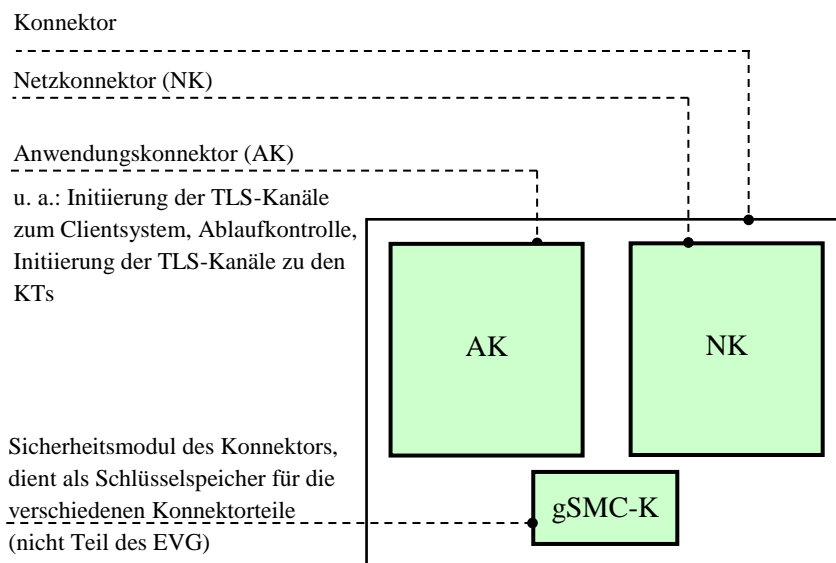 Konnektor
Netzkonnektor (NK)
Anwendungskonnektor (AK)
u. a.: Initiierung der TLS-Kanäle
zum Clientsystem, Ablaufkontrolle,
Initiierung der TLS-Kanäle zu den
KTs
AK
NK
Sicherheitsmodul des Konnektors,
dient als Schlüsselspeicher für die
verschiedenen Konnektorteile
(nicht Teil des EVG)
gSMC-K